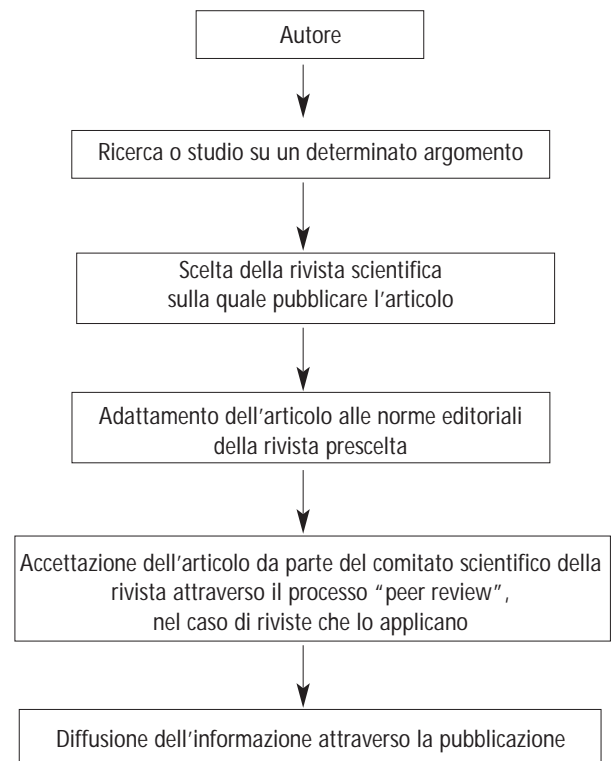 Autore
Ricerca o studio su un determinato argomento
Scelta della rivista scientifica
sulla quale pubblicare l'articolo
Adattamento dell'articolo alle norme editoriali
della rivista prescelta
Accettazione dell'articolo da parte del comitato scientifico della
rivista attraverso il processo “peer review”,
nel caso di riviste che lo applicano
Diffusione dell'informazione attraverso la pubblicazione